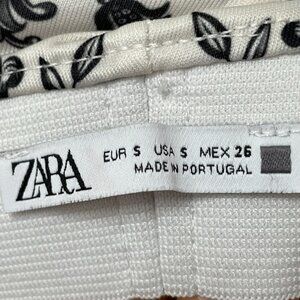 ZARA
EUR S USA S MEX 26
MADE IN PORTUGAL